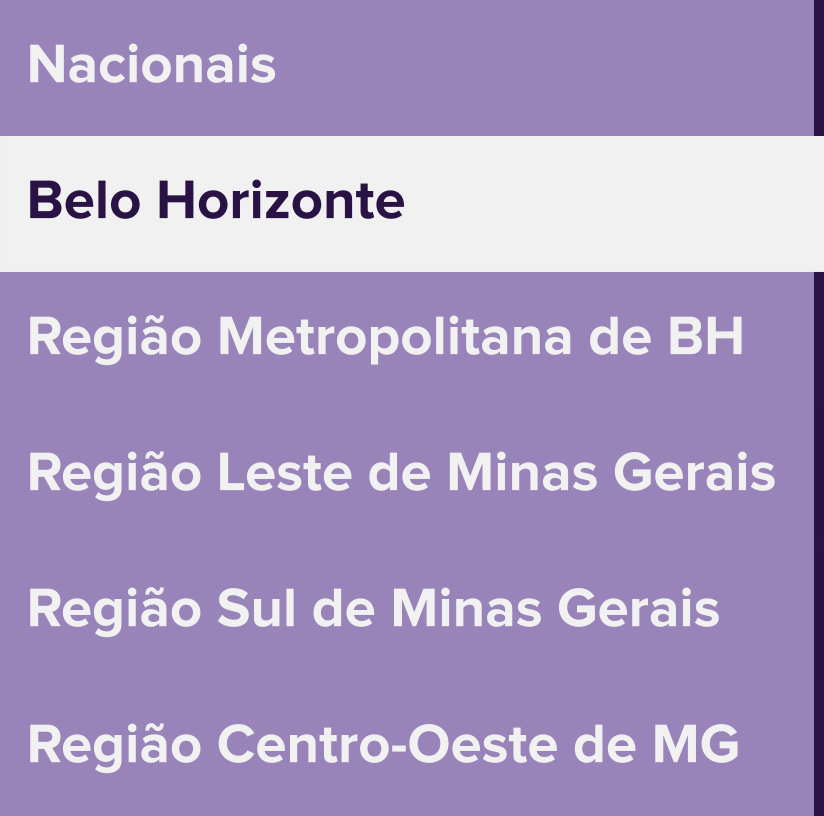 Nacionais
Belo Horizonte
Região Metropolitana de BH
Região Leste de Minas Gerais
Região Sul de Minas Gerais
Região Centro-Oeste de MG